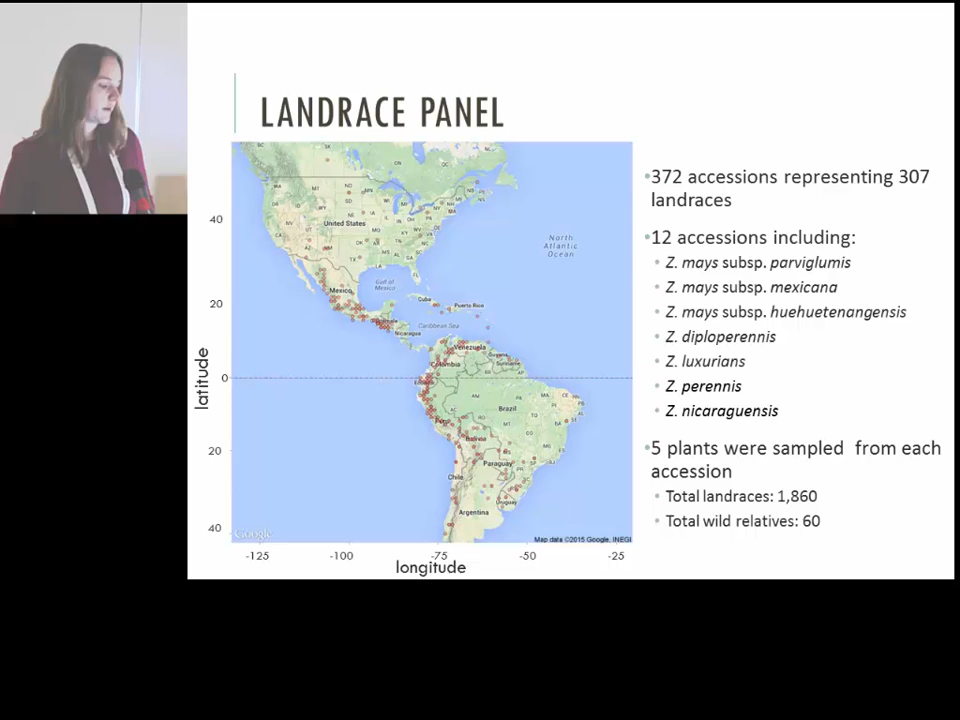 LANDRACE PANEL
•372 accessions representing 307
landraces
•12 accessions including:
• Z. mays subsp. parviglumis
• Z. mays subsp. mexicana
• Z. mays subsp. huehuetenangensis
• Z. diploperennis
• Z. luxurians
• Z. perennis
• Z. nicaraguensis
•5 plants were sampled from each
accession
• Total landraces: 1,860
• Total wild relatives: 60
latitude
40
20
0
20
40
United States
Mexico
Gulf of
Mexico
Cuba
Puerto Rico
Caribbean Sea
Nicaragua
North
Atlantic
Ocean
Venezuela
Guyana
Suriname
Colombia
Brazil
Peru
Bolivia
Paraguay
Chile
Uruguay
Argentina
Google
Map data ©2015 Google, INEGI
-125 -100 -75 -50 -25
longitude